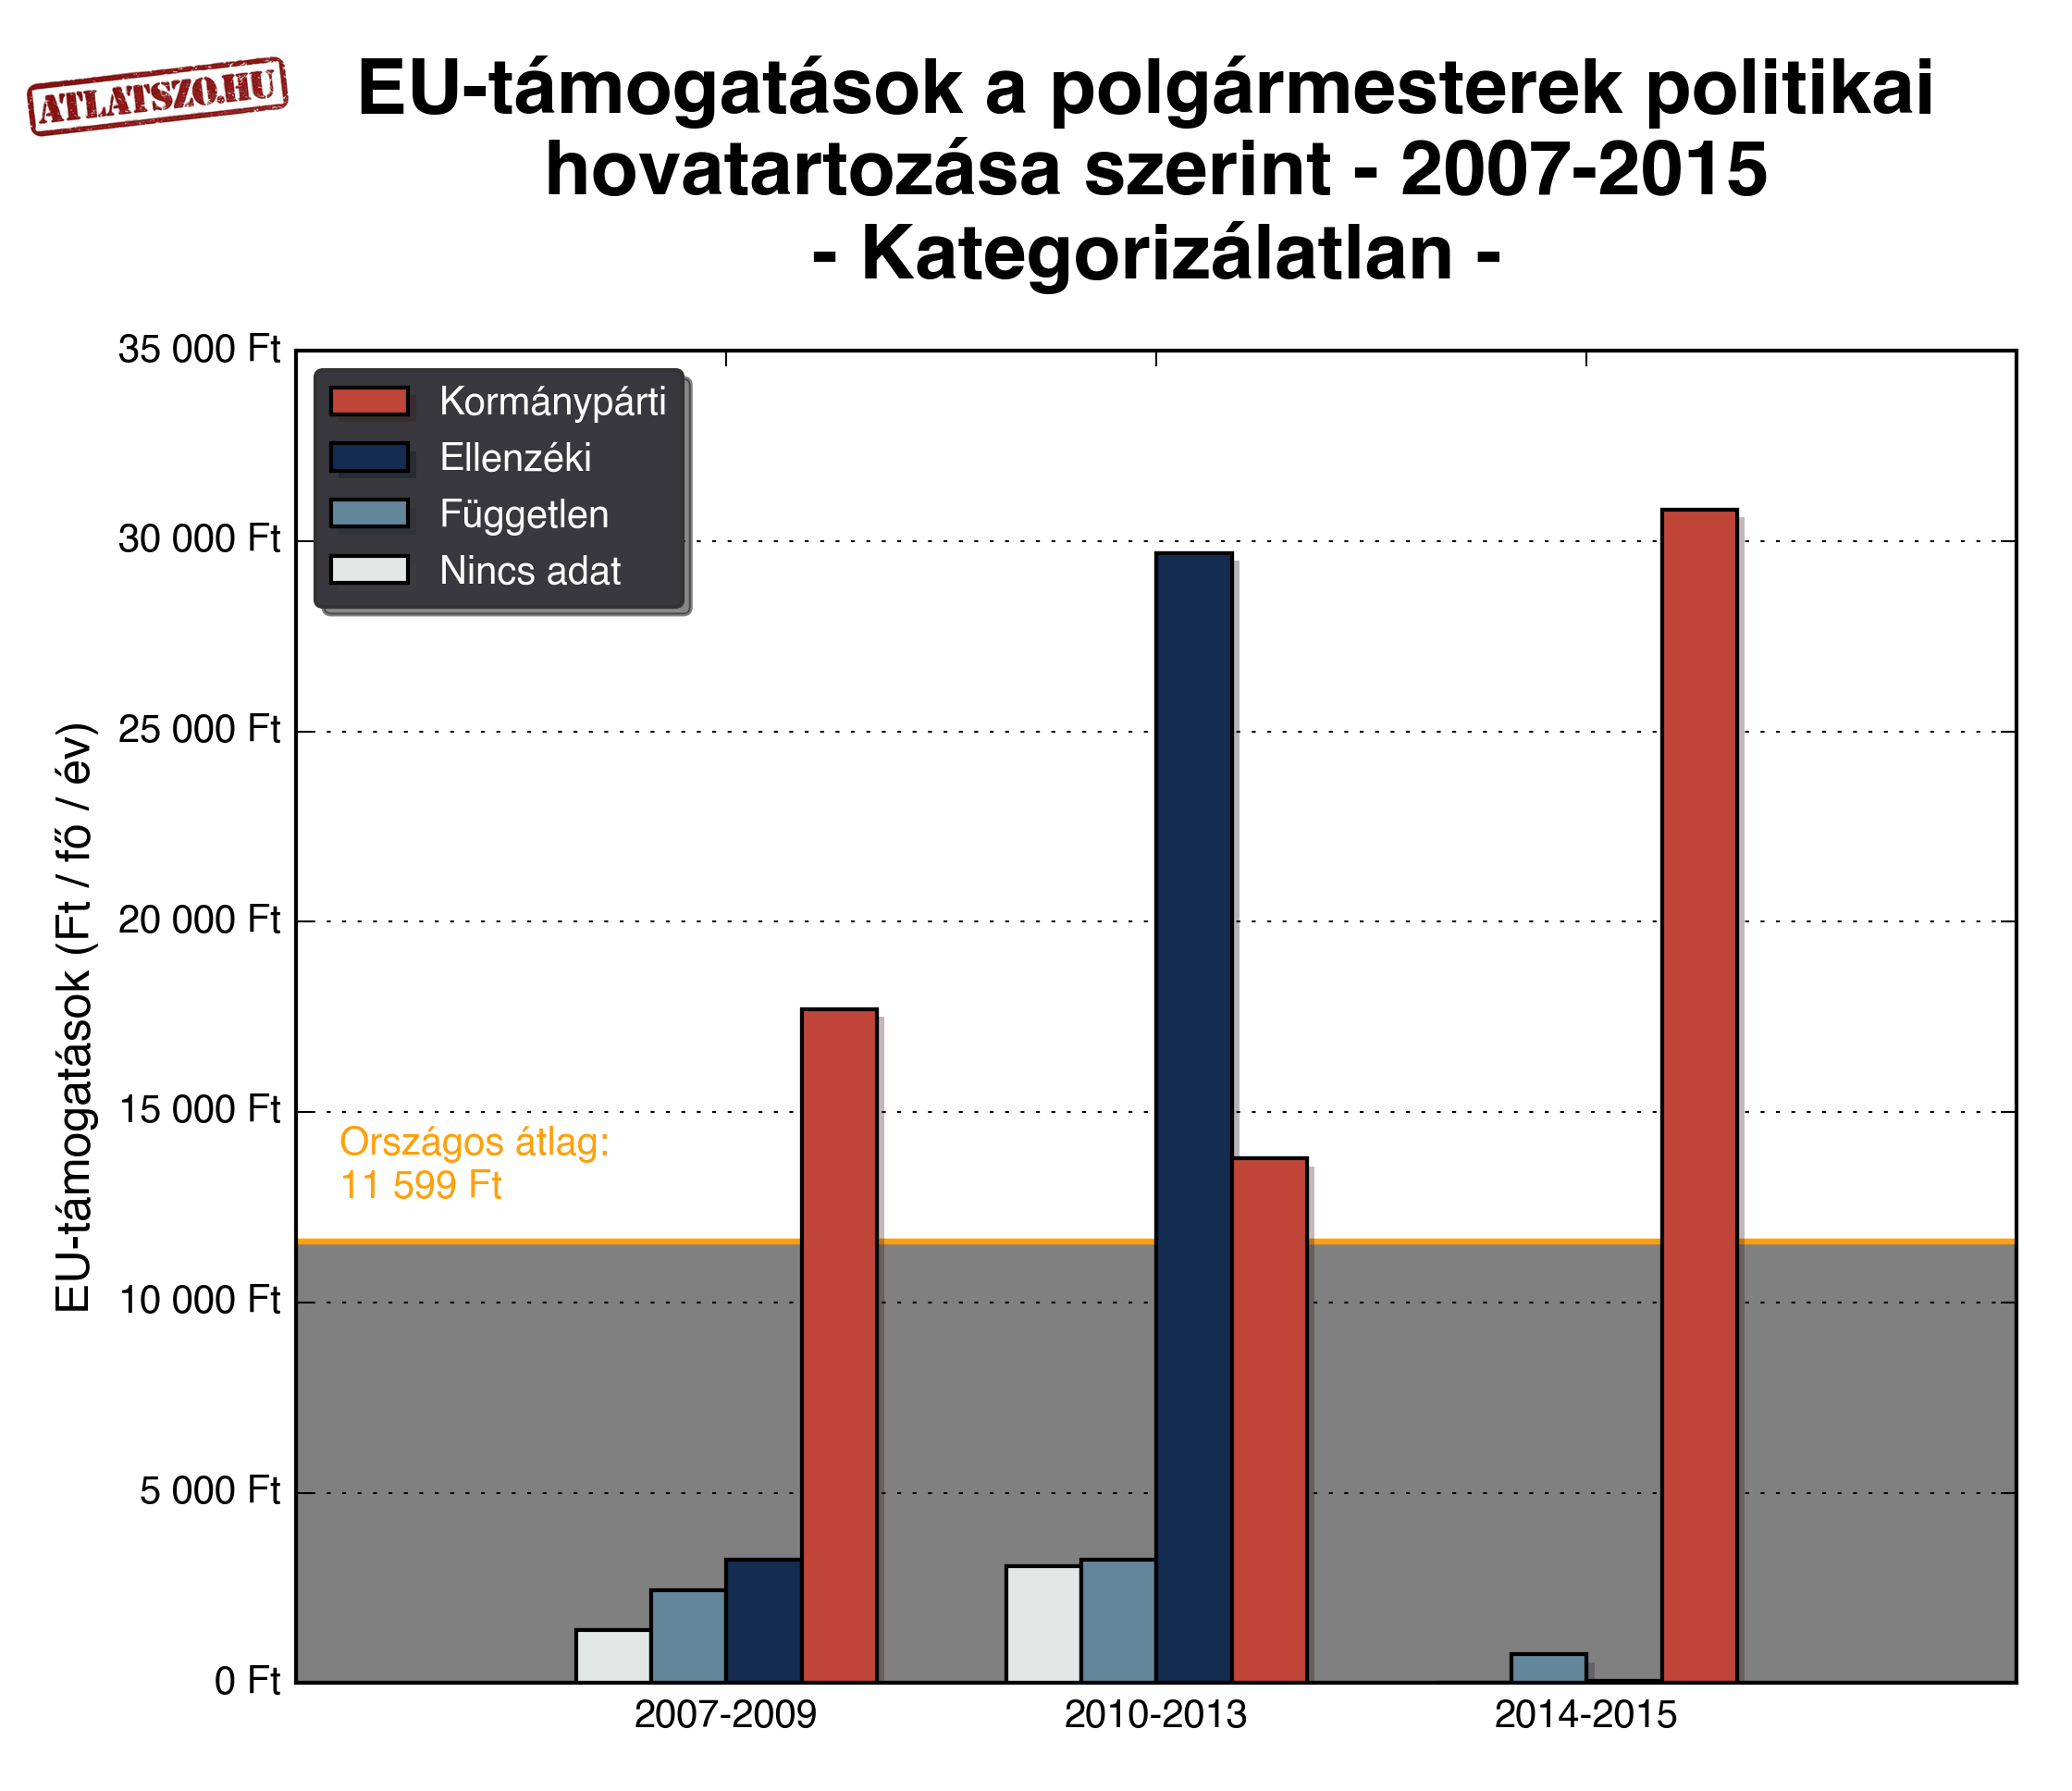 ATLATSZO.HU
EU-támogatások a polgármesterek politikai
hovatartozása szerint - 2007-2015
- Kategorizálatlan -
35 000 Ft
30 000 Ft
25 000 Ft
20 000 Ft
15 000 Ft
10 000 Ft
5 000 Ft
0 Ft
EU-támogatások (Ft / fő / év)
Kormánypárti
Ellenzéki
Független
Nincs adat
Országos átlag:
11 599 Ft
2007-2009
2010-2013
2014-2015